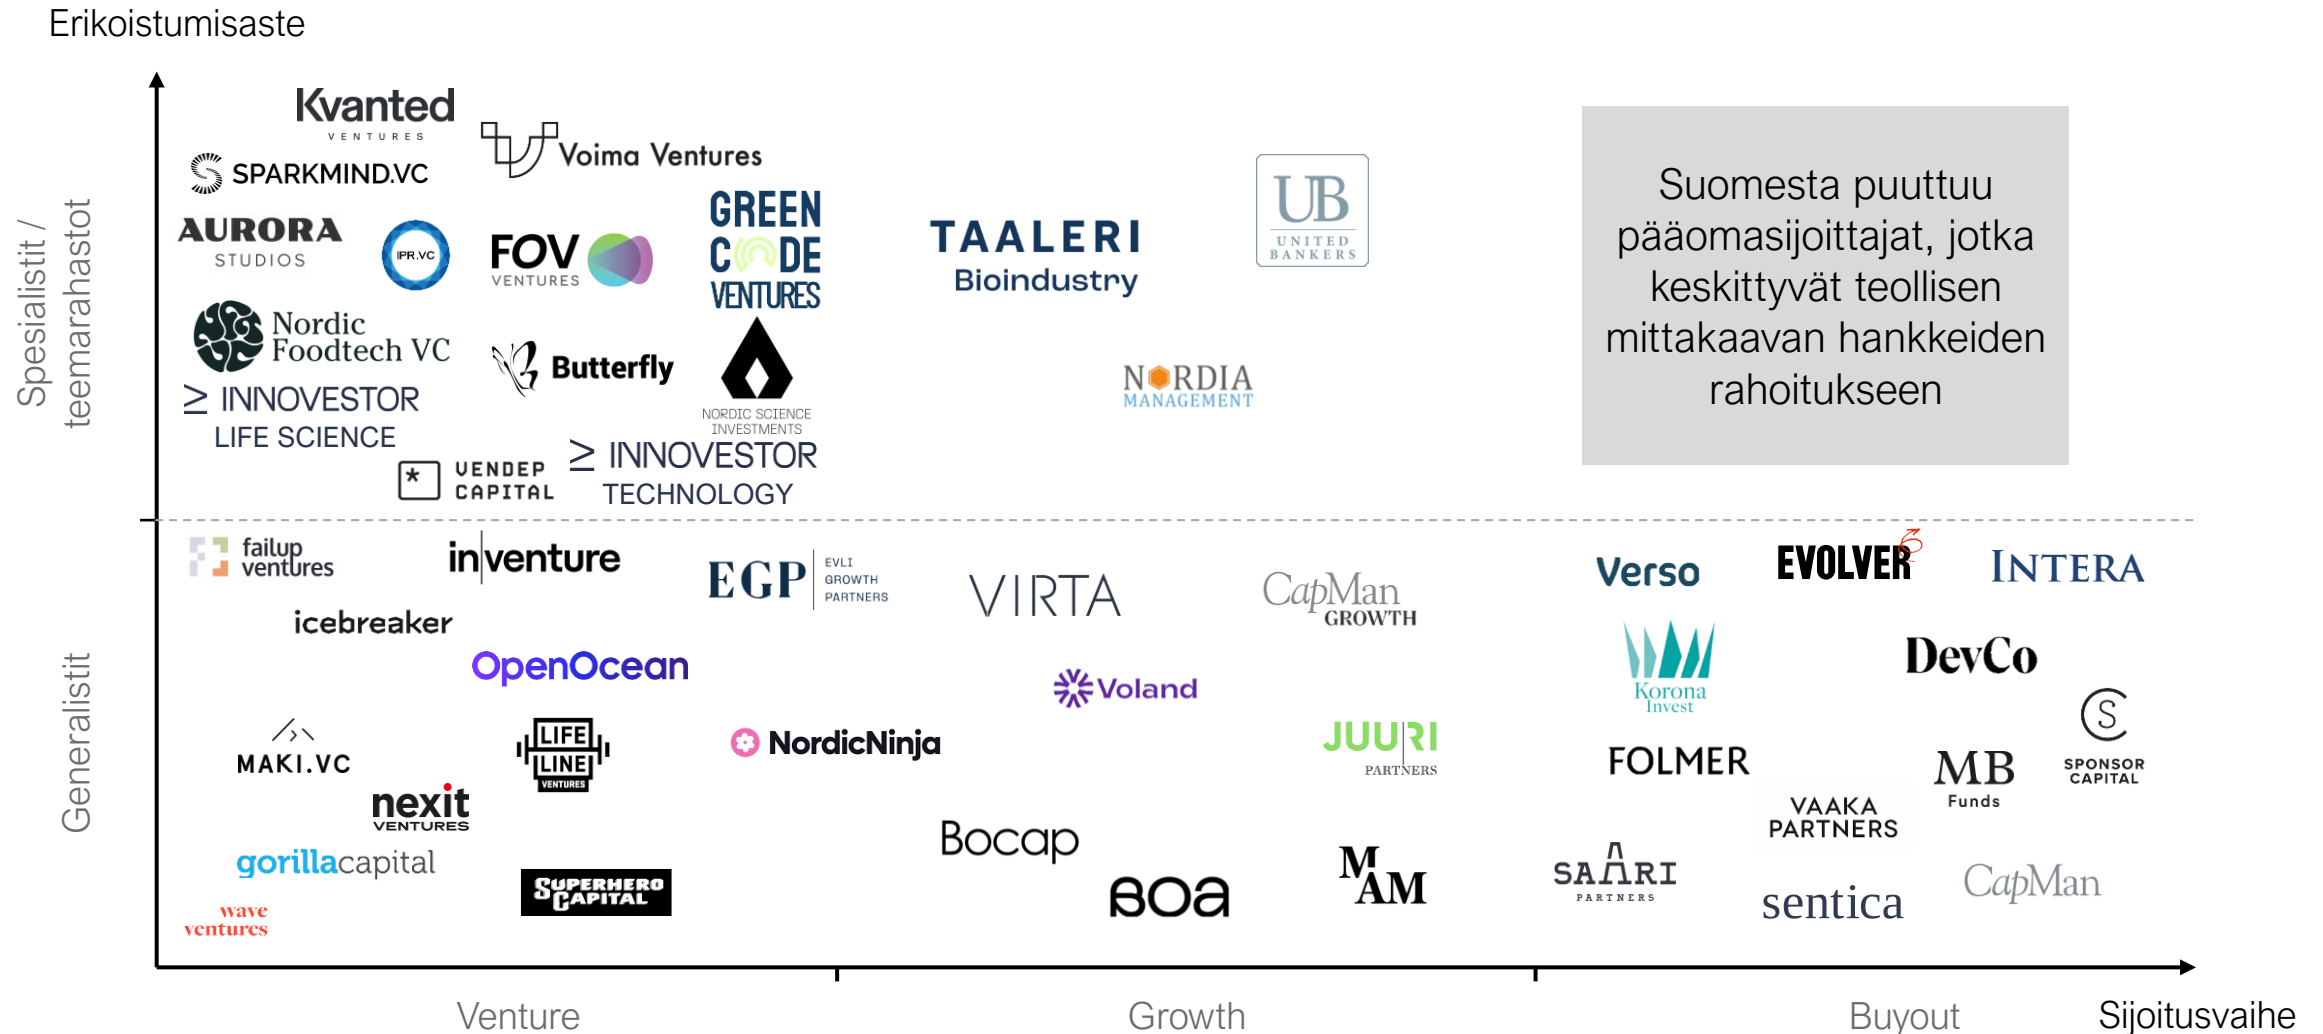 Erikoistumisaste
Spesialistit /
teemarahastot
Kvanted
VENTURES
Voima Ventures
SPARKMIND.VC
AURORA
STUDIOS
IPR.VC
FOV
VENTURES
GREEN
CODE
VENTURES
TAALERI
Bioindustry
UB
UNITED
BANKERS
Suomesta puuttuu
pääomasijoittajat, jotka
keskittyvät teollisen
mittakaavan hankkeiden
rahoitukseen
Nordic
Foodtech VC
Butterfly
NORDIC SCIENCE
INVESTMENTS
NORDIA
MANAGEMENT
≥ INNOVESTOR
LIFE SCIENCE
* VENDEP
CAPITAL
≥ INNOVESTOR
TECHNOLOGY
Generalistit
failup
ventures
in|venture
EGP
EVLI
GROWTH
PARTNERS
VIRTA
CapMan
GROWTH
Verso
EVOLVER
INTERA
icebreaker
OpenOcean
Voland
Korona
Invest
DevCo
MAKI.VC
LIFE
LINE
VENTURES
NordicNinja
JUURI
PARTNERS
FOLMER
MB
Funds
S
SPONSOR
CAPITAL
nexit
VENTURES
VAAKA
PARTNERS
gorillacapital
SUPERHERO
CAPITAL
Bocap
BOA
M
AM
SAARI
PARTNERS
sentica
CapMan
wave
ventures
Venture
Growth
Buyout
Sijoitusvaihe